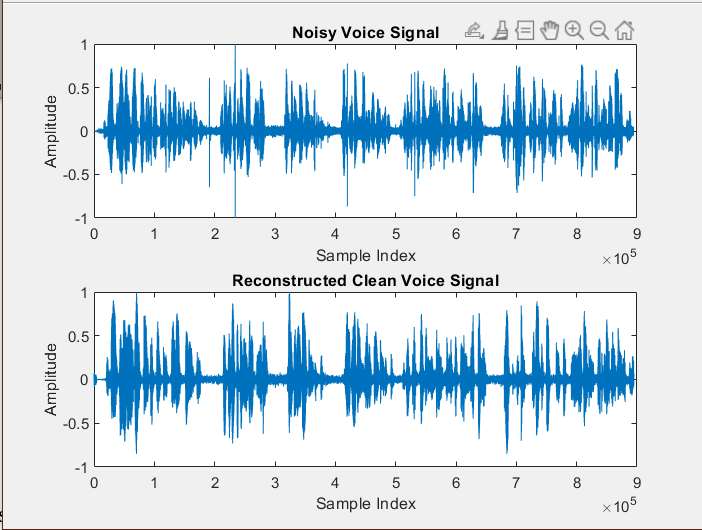 Noisy Voice Signal
1
0.5
0
-0.5
-1
Amplitude
0 1 2 3 4 5 6 7 8 9
Sample Index
×10^5
Reconstructed Clean Voice Signal
1
0.5
0
-0.5
-1
Amplitude
0 1 2 3 4 5 6 7 8 9
Sample Index
×10^5